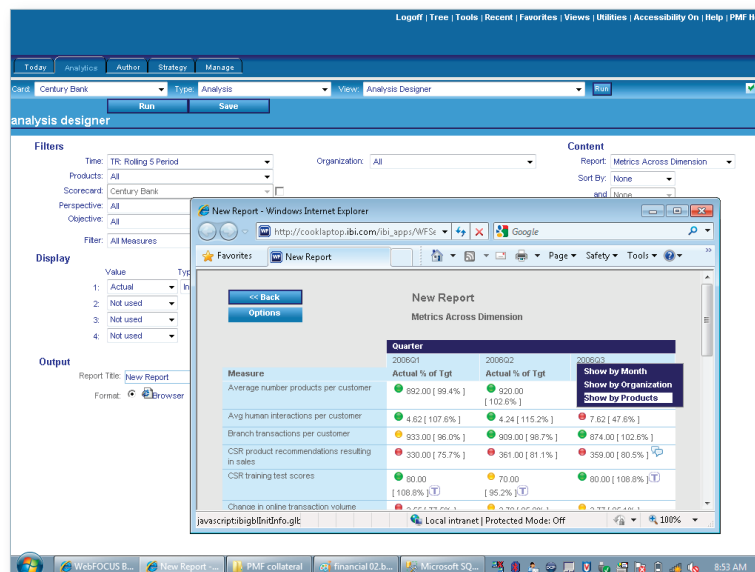 Logoff | Tree | Tools | Recent | Favorites | Views | Utilities | Accessibility On | Help | PMF H
Today Analytics Author Strategy Manage
Card: Century Bank Type: Analysis View: Analysis Designer Run
Run Save
analysis designer
Filters Content
Time: TR: Rolling 5 Period Organization: All Report: Metrics Across Dimension
Products: All Sort By: None
Scorecard: Century Bank and None
Perspective: All
Objective: All
Filter: All Measures
Display
Value Typ
1: Actual In
2: Not used
3: Not used
4: Not used
Output
Report Title: New Report
Format: Browser
New Report - Windows Internet Explorer
http://cooklaptop.ibi.com/ibi_apps/WFSe Google
Favorites New Report Page Safety Tools
<< Back New Report
Options Metrics Across Dimension
Quarter
2006Q1 2006Q2 2006Q3
Measure Actual % of Tgt Actual % of Tgt
Show by Month
Show by Organization
Show by Products
Average number products per customer 892.00 [ 99.4% ] 920.00
[ 102.6% ]
Avg human interactions per customer 4.62 [ 107.6% ] 4.24 [ 115.2% ] 7.62 [ 47.6% ]
Branch transactions per customer 933.00 [ 96.0% ] 909.00 [ 98.7% ] 874.00 [ 102.6% ]
CSR product recommendations resulting 330.00 [ 75.7% ] 361.00 [ 81.1% ] 359.00 [ 80.5% ]
in sales
CSR training test scores 80.00 70.00 80.00 [ 108.8% ] T
[ 108.8% ] T [ 95.2% ] T
Change in online transaction volume
javascript:ibigblInitInfo.glb Local intranet | Protected Mode: Off 100%
WebFOCUS B... New Report -... PMF collateral financial 02.b... Microsoft SQ... 8:53 AM